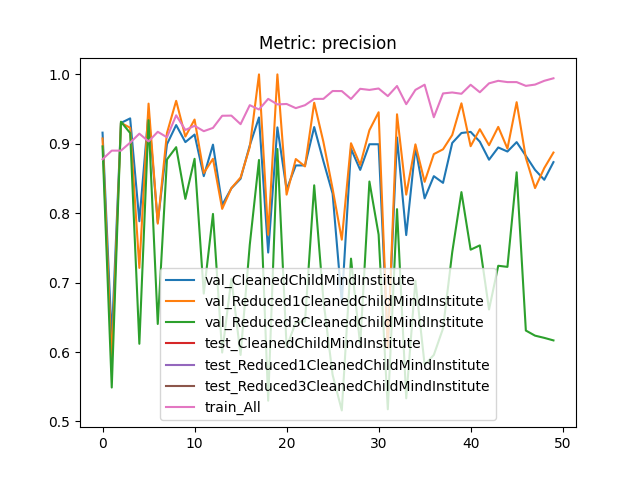 Metric: precision
1.0
0.9
0.8
0.7
0.6
0.5
val_CleanedChildMindInstitute
val_Reduced1CleanedChildMindInstitute
val_Reduced3CleanedChildMindInstitute
test_CleanedChildMindInstitute
test_Reduced1CleanedChildMindInstitute
test_Reduced3CleanedChildMindInstitute
train_All
0 10 20 30 40 50